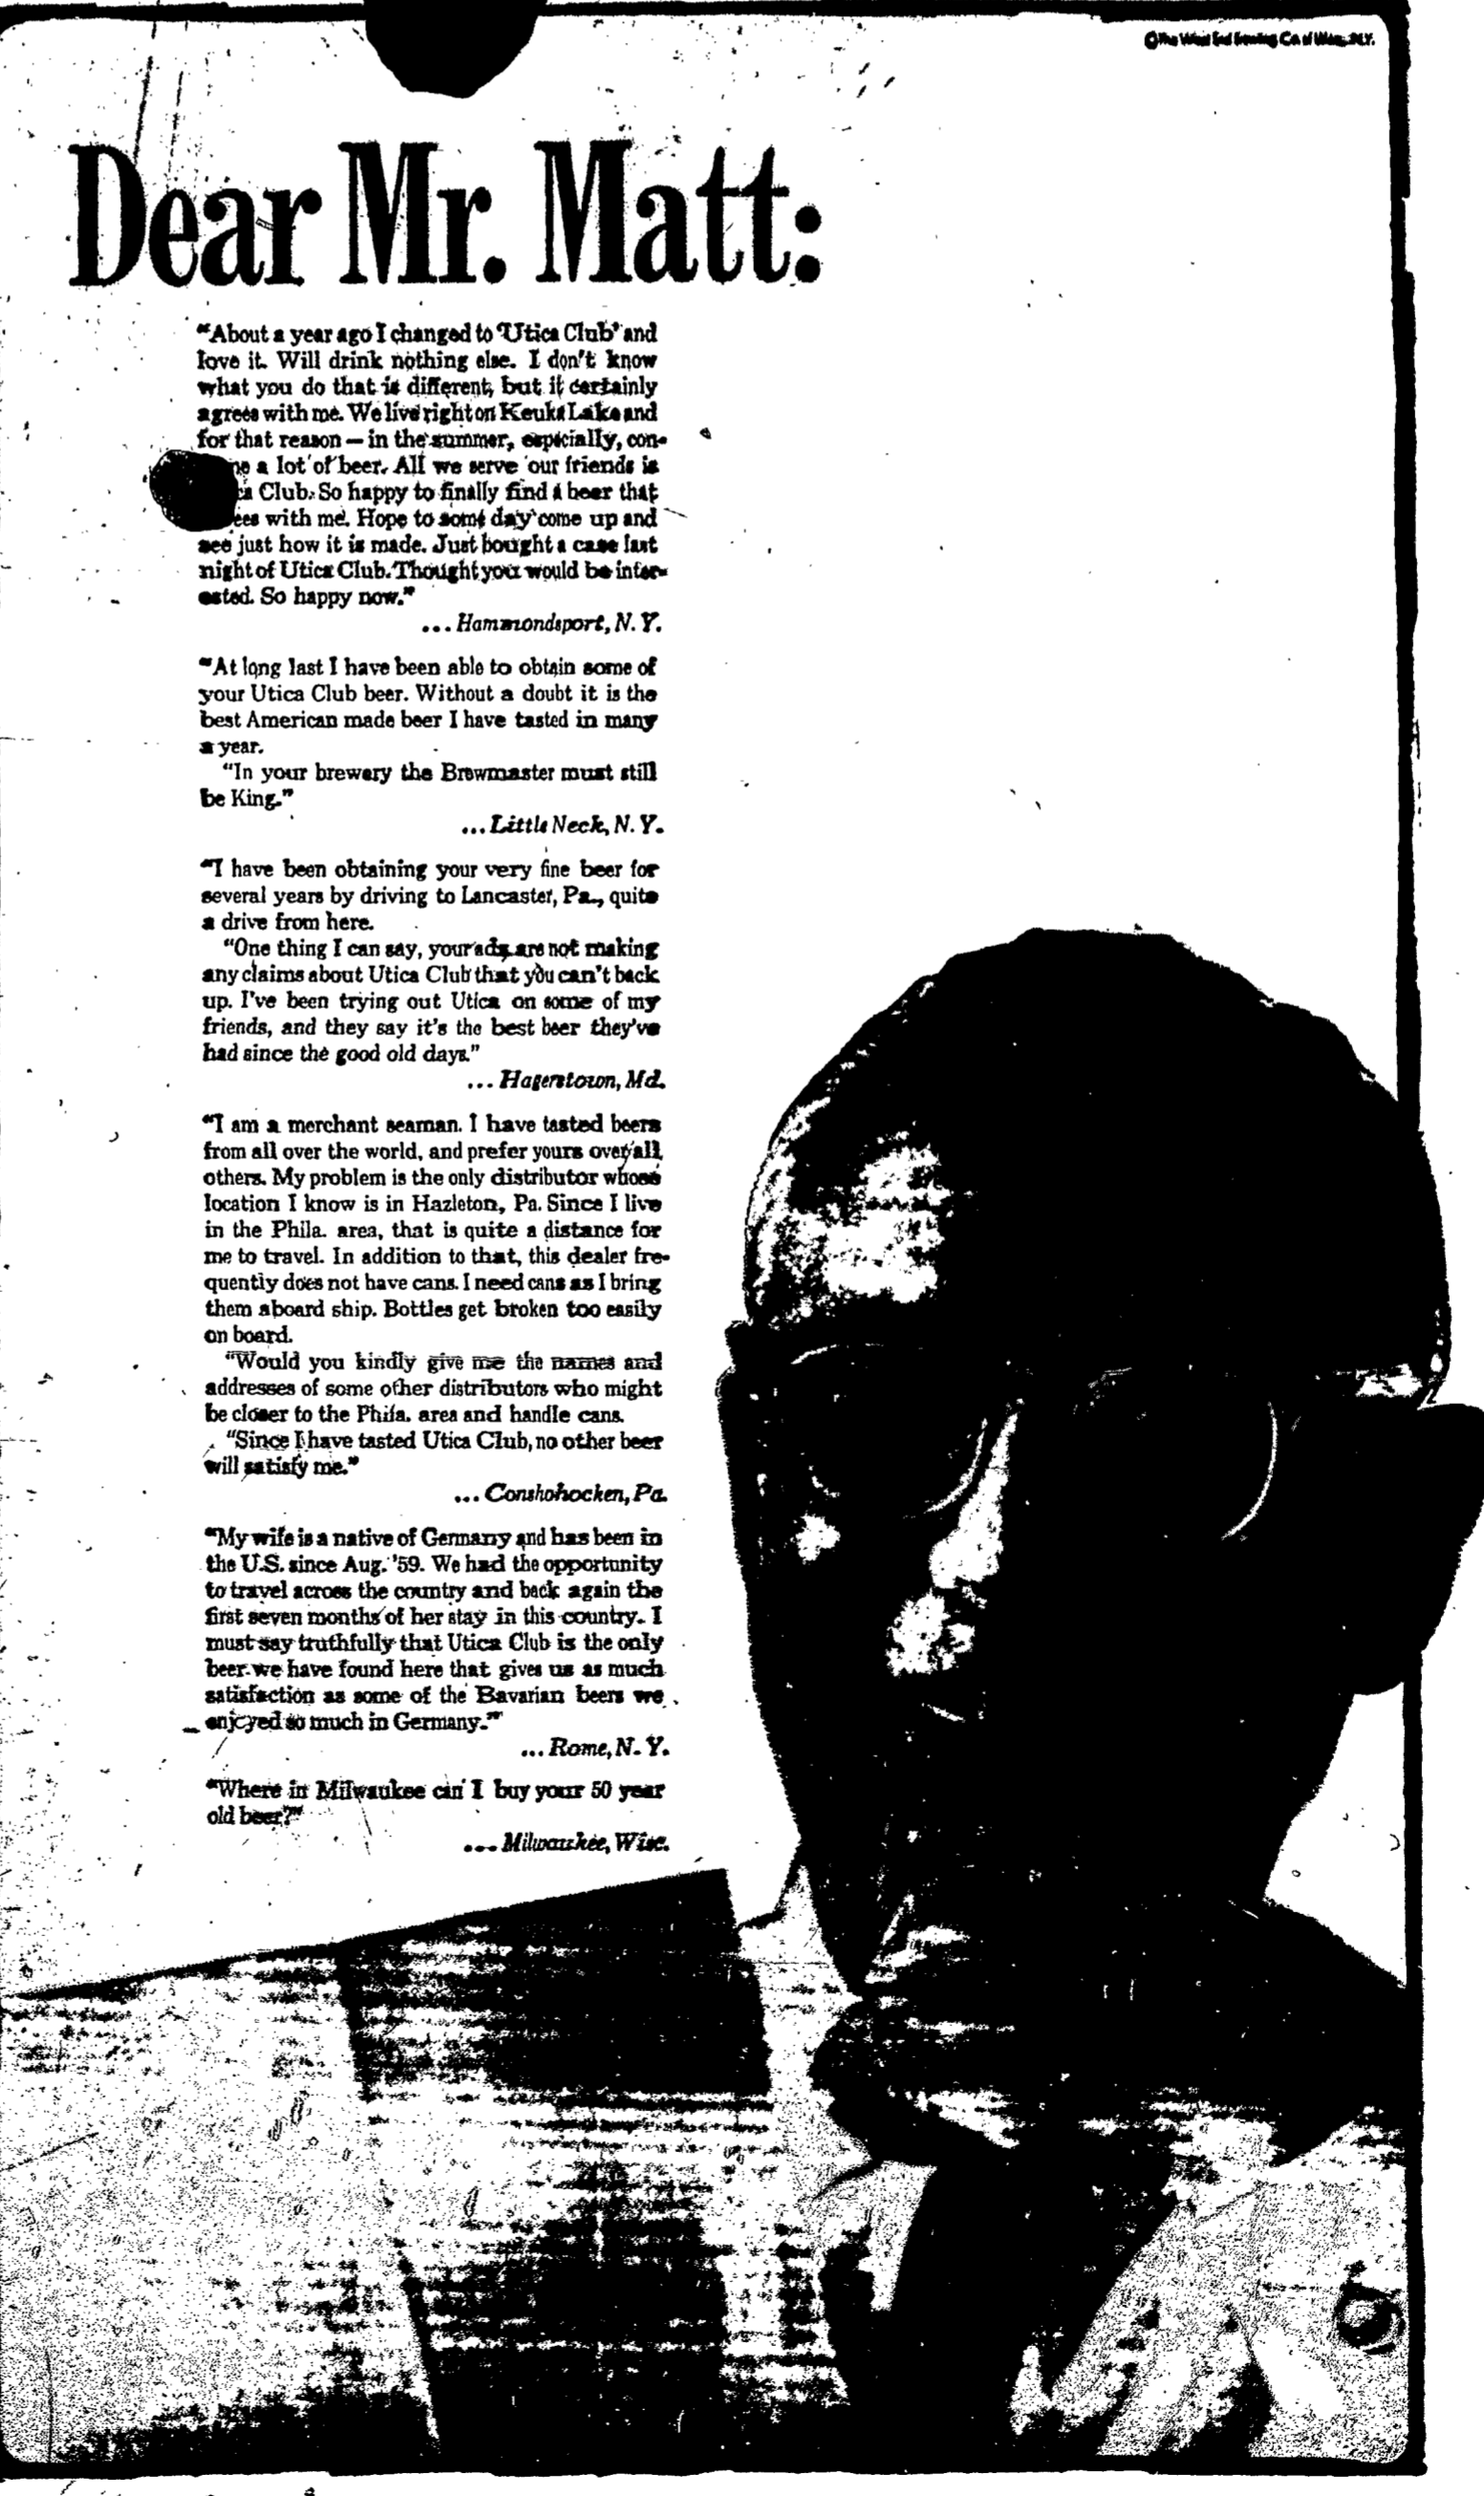 ©The West End Brewing Co. of Utica, N.Y.
Dear Mr. Matt:
“About a year ago I changed to ‘Utica Club’ and
love it. Will drink nothing else. I don't know
what you do that is different, but it certainly
agrees with me. We live right on Keuka Lake and
for that reason — in the summer, especially, con-
a lot of beer. All we serve our friends is
Club. So happy to finally find a beer that
with me. Hope to some day come up and
see just how it is made. Just bought a case last
night of Utica Club. Thought you would be inter-
ested. So happy now.”
... Hammondsport, N. Y.
“At long last I have been able to obtain some of
your Utica Club beer. Without a doubt it is the
best American made beer I have tasted in many
a year.
“In your brewery the Brewmaster must still
be King.”
... Little Neck, N. Y.
“I have been obtaining your very fine beer for
several years by driving to Lancaster, Pa., quite
a drive from here.
“One thing I can say, your ads are not making
any claims about Utica Club that you can't back
up. I've been trying out Utica on some of my
friends, and they say it's the best beer they've
had since the good old days.”
... Hagerstown, Md.
“I am a merchant seaman. I have tasted beers
from all over the world, and prefer yours over all
others. My problem is the only distributor whose
location I know is in Hazleton, Pa. Since I live
in the Phila. area, that is quite a distance for
me to travel. In addition to that, this dealer fre-
quently does not have cans. I need cans as I bring
them aboard ship. Bottles get broken too easily
on board.
“Would you kindly give me the names and
addresses of some other distributors who might
be closer to the Phila. area and handle cans.
“Since I have tasted Utica Club, no other beer
will satisfy me.”
... Conshohocken, Pa.
“My wife is a native of Germany and has been in
the U.S. since Aug. '59. We had the opportunity
to travel across the country and back again the
first seven months of her stay in this country. I
must say truthfully that Utica Club is the only
beer we have found here that gives us as much
satisfaction as some of the Bavarian beers we
enjoyed so much in Germany.”
... Rome, N. Y.
“Where in Milwaukee can I buy your 50 year
old beer?”
... Milwaukee, Wisc.